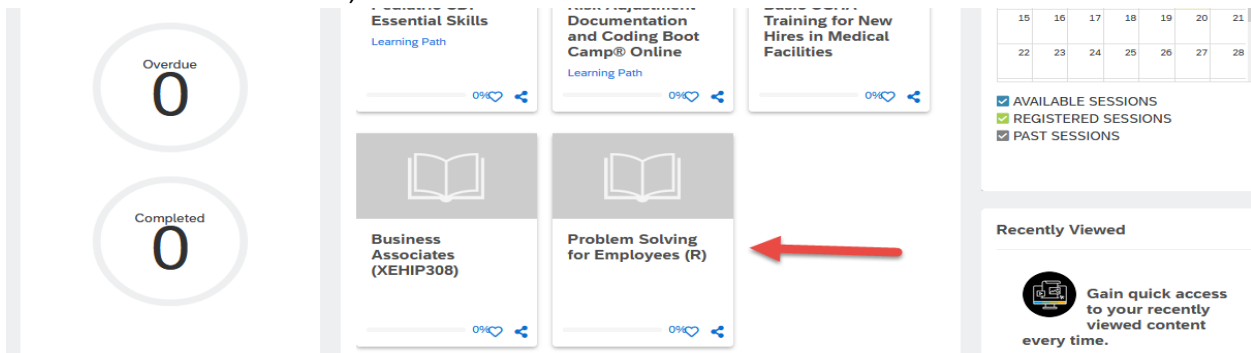 Overdue
0
Completed
0
Essential Skills
Learning Path
0%
Documentation
and Coding Boot
Camp® Online
Learning Path
0%
Training for New
Hires in Medical
Facilities
0%
Business
Associates
(XEHIP308)
0%
Problem Solving
for Employees (R)
0%
15 16 17 18 19 20 21
22 23 24 25 26 27 28
AVAILABLE SESSIONS
REGISTERED SESSIONS
PAST SESSIONS
Recently Viewed
Gain quick access
to your recently
viewed content
every time.